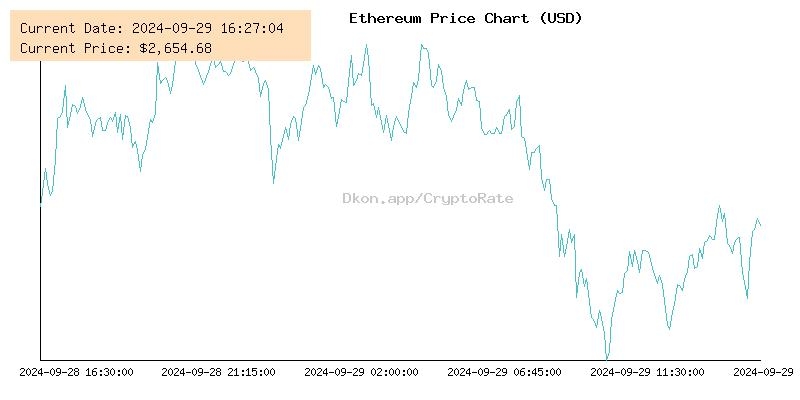 Ethereum Price Chart (USD)
Current Date: 2024-09-29 16:27:04
Current Price: $2,654.68
Dkon.app/CryptoRate
2024-09-28 16:30:00 2024-09-28 21:15:00 2024-09-29 02:00:00 2024-09-29 06:45:00 2024-09-29 11:30:00 2024-09-29